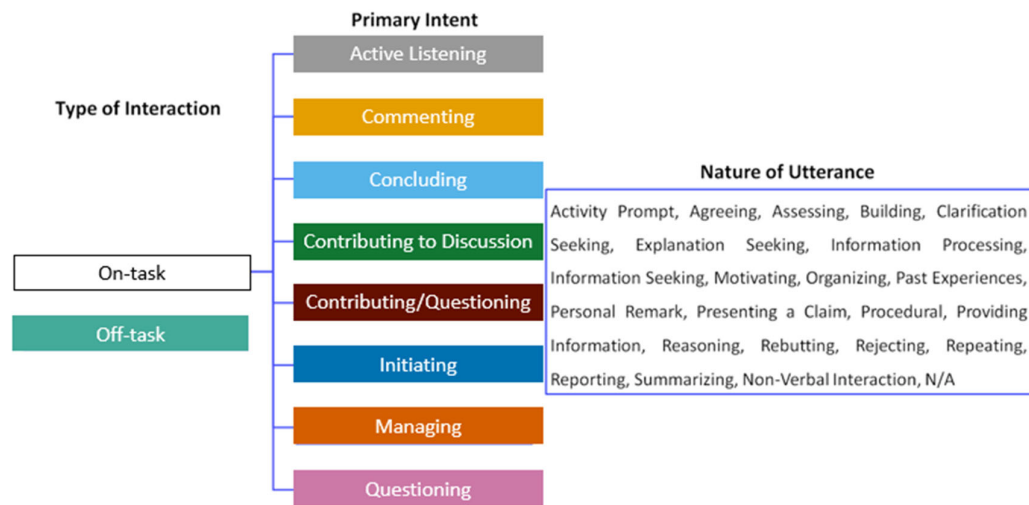 Primary Intent
Active Listening
Type of Interaction
Commenting
Concluding
Nature of Utterance
Activity Prompt, Agreeing, Assessing, Building, Clarification
Seeking, Explanation Seeking, Information Processing,
Information Seeking, Motivating, Organizing, Past Experiences,
Personal Remark, Presenting a Claim, Procedural, Providing
Information, Reasoning, Rebutting, Rejecting, Repeating,
Reporting, Summarizing, Non-Verbal Interaction, N/A
Contributing to Discussion
On-task
Contributing/Questioning
Off-task
Initiating
Managing
Questioning